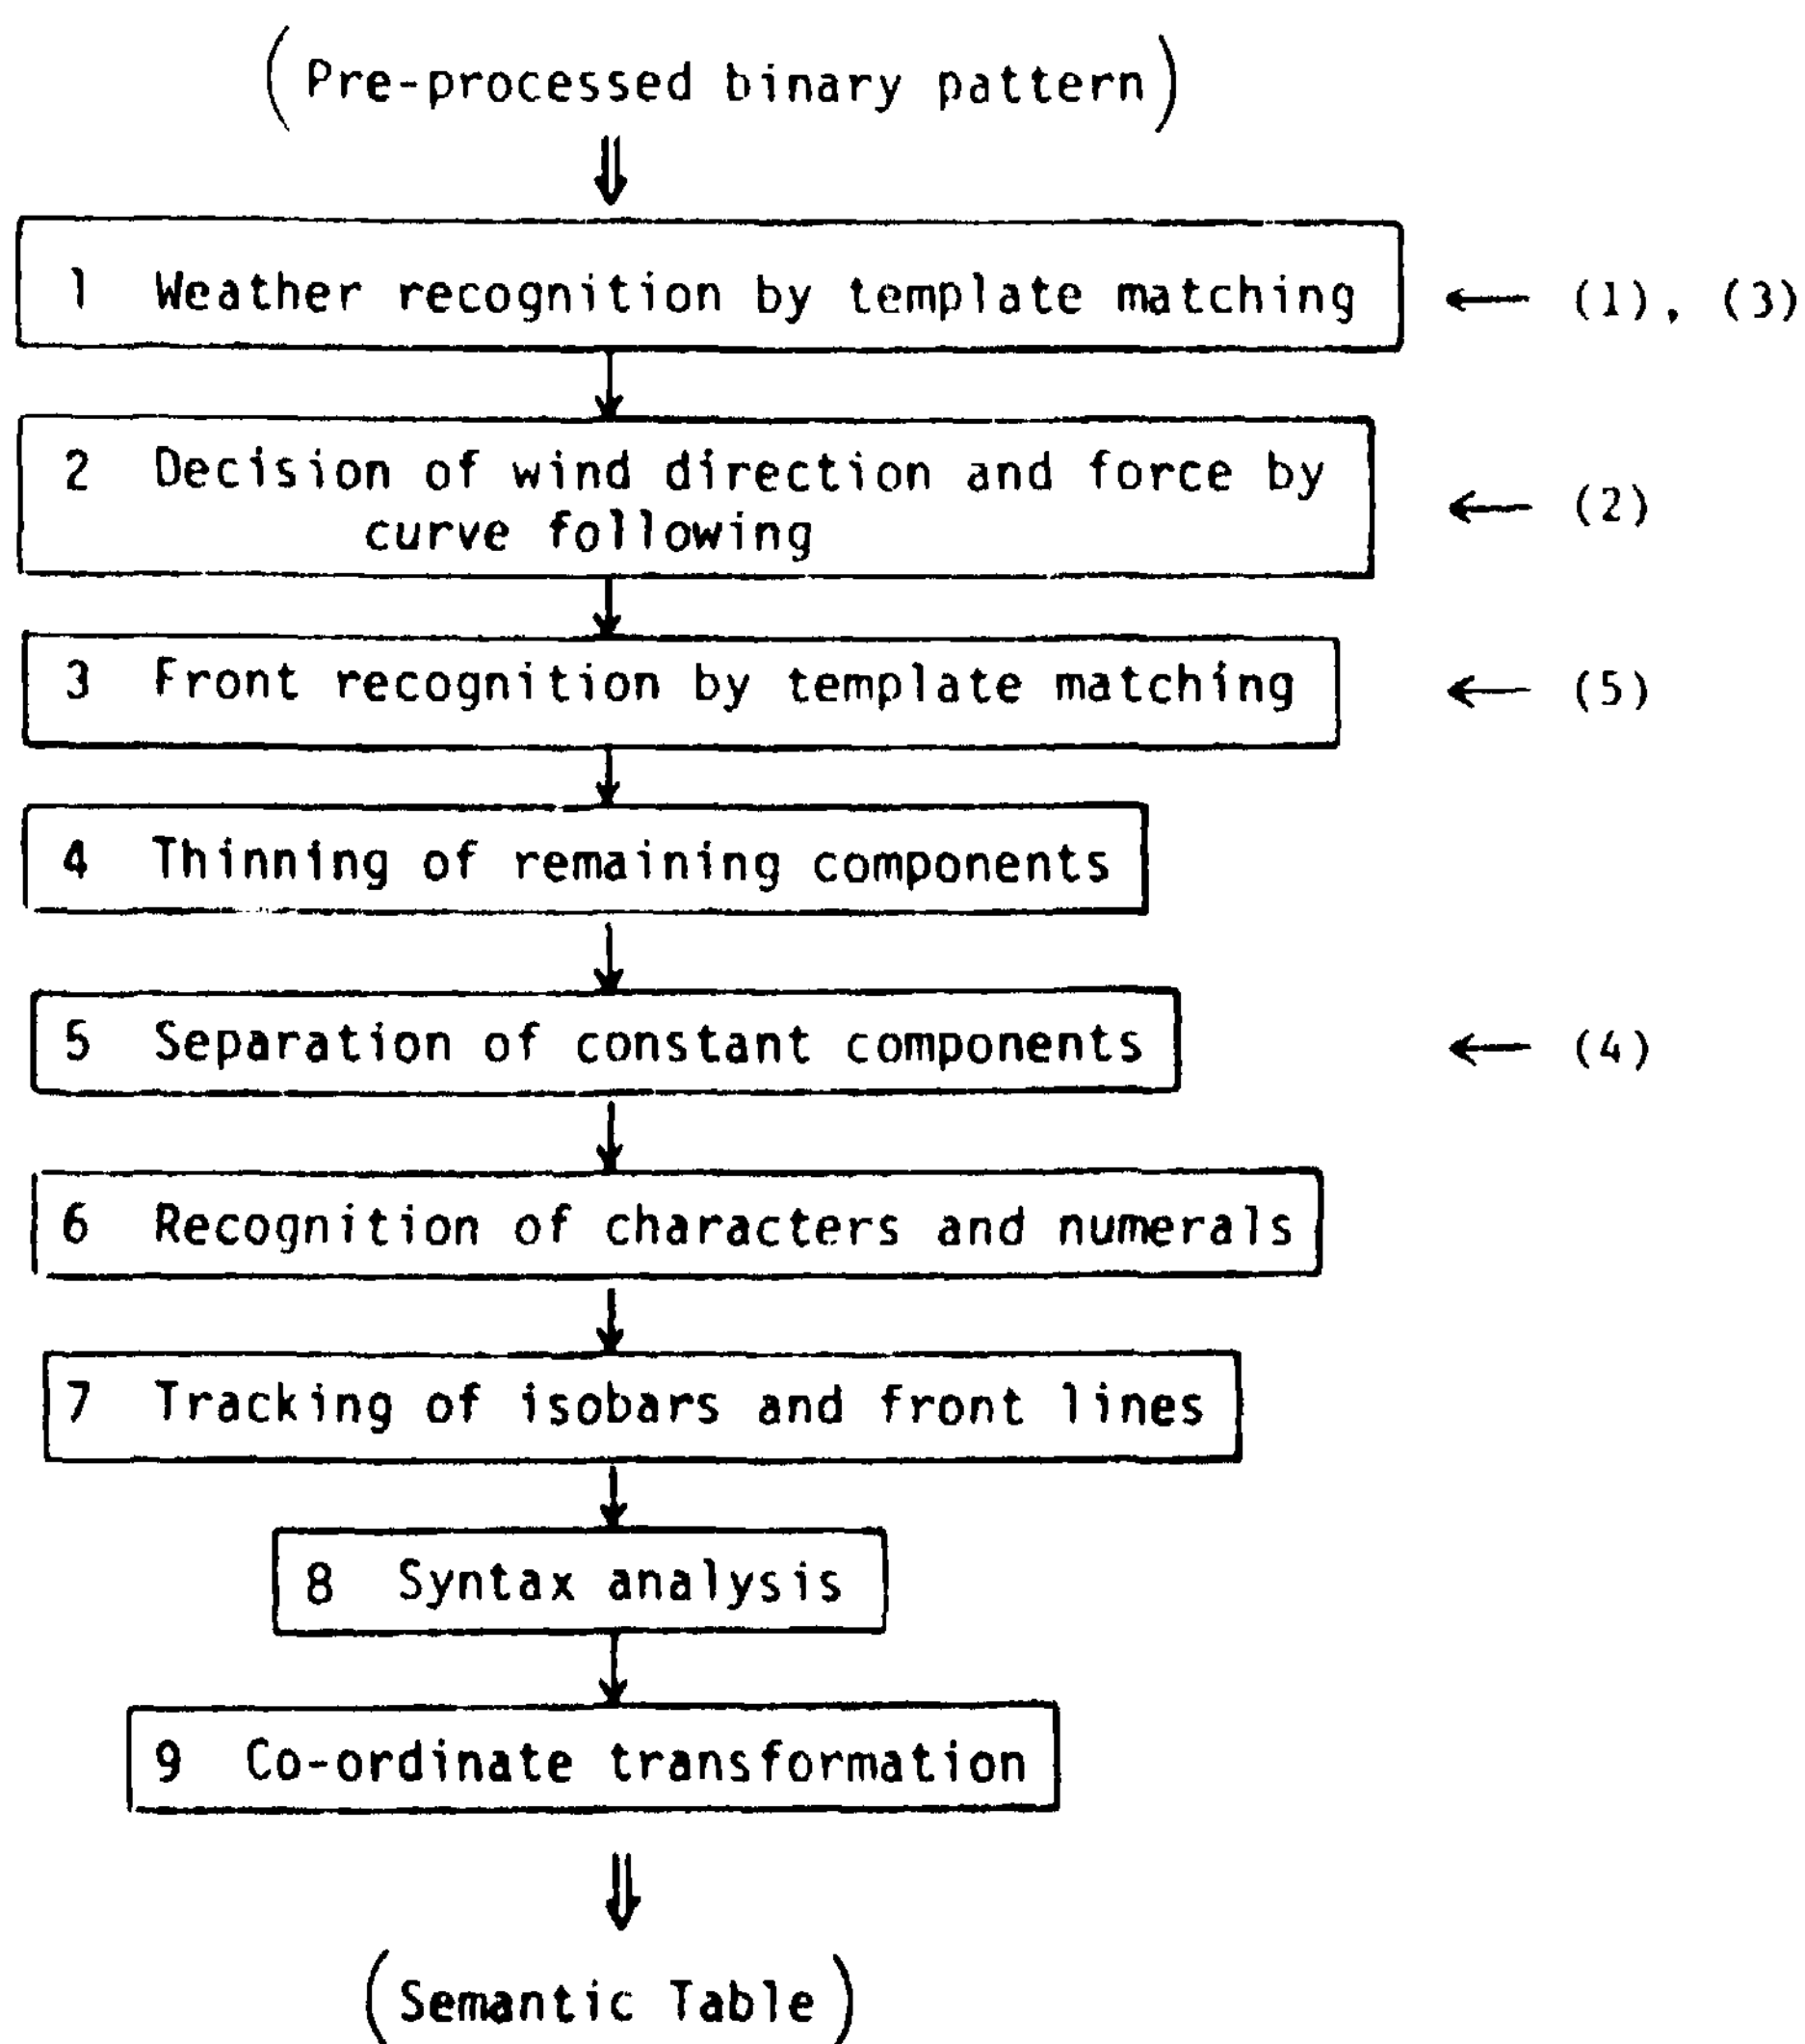 (Pre-processed binary pattern)
1 Weather recognition by template matching ← (1), (3)
2 Decision of wind direction and force by
curve following ← (2)
3 Front recognition by template matching ← (5)
4 Thinning of remaining components
5 Separation of constant components ← (4)
6 Recognition of characters and numerals
7 Tracking of isobars and front lines
8 Syntax analysis
9 Co-ordinate transformation
(Semantic Table)